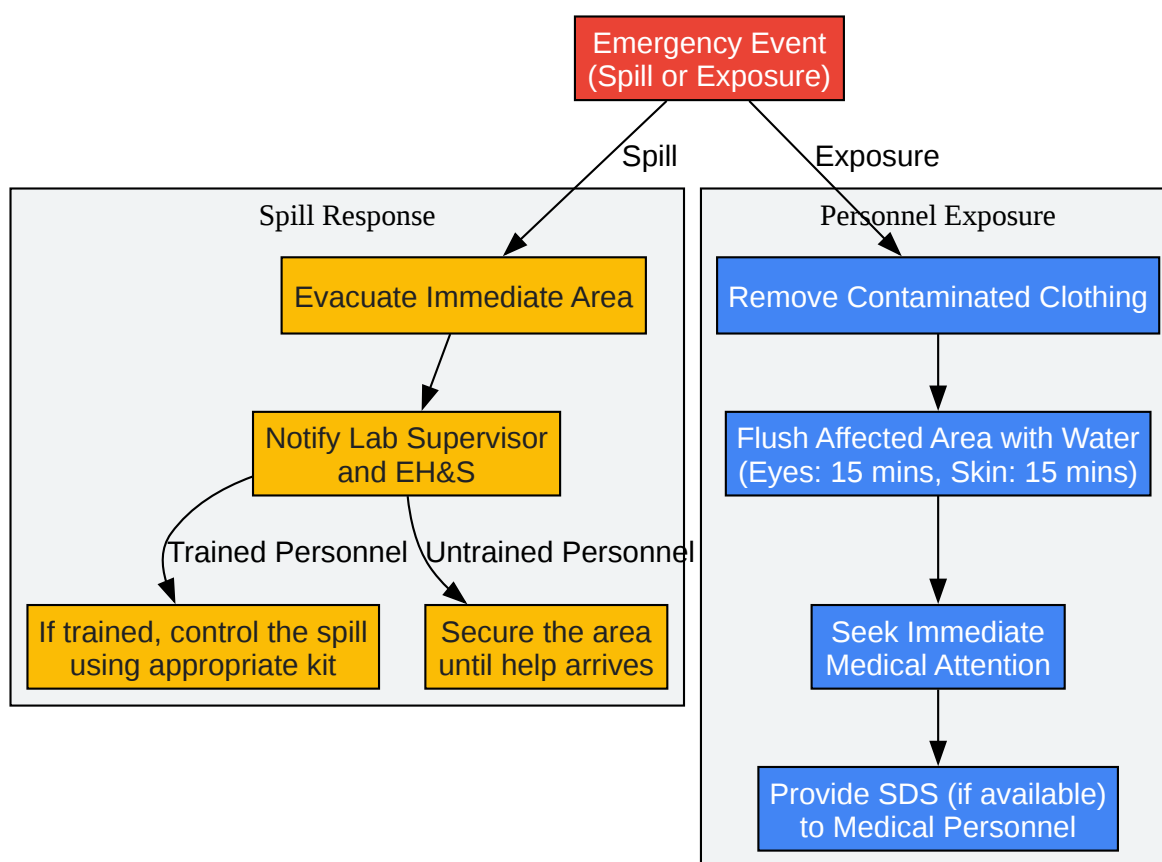 Emergency Event
(Spill or Exposure)
Spill
Exposure
Spill Response
Evacuate Immediate Area
Notify Lab Supervisor
and EH&S
Trained Personnel
Untrained Personnel
If trained, control the spill
using appropriate kit
Secure the area
until help arrives
Personnel Exposure
Remove Contaminated Clothing
Flush Affected Area with Water
(Eyes: 15 mins, Skin: 15 mins)
Seek Immediate
Medical Attention
Provide SDS (if available)
to Medical Personnel